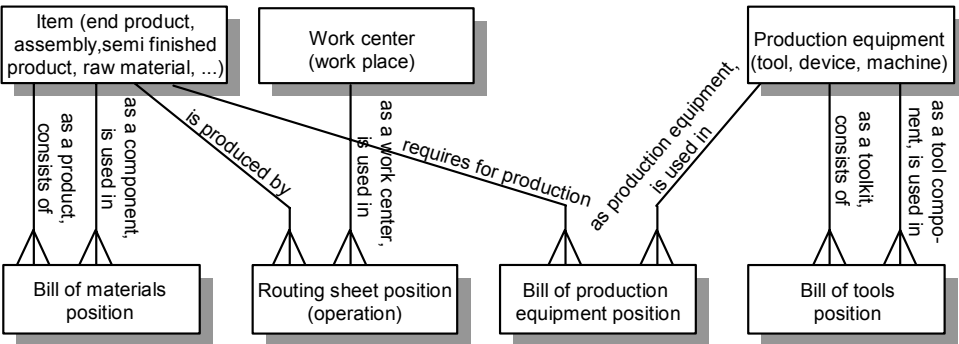 Item (end product,
assembly,semi finished
product, raw material, ...)
Work center
(work place)
Production equipment
(tool, device, machine)
as a product,
consists of
as a component,
is used in
is produced by
as a work center,
is used in
requires for production
as production equipment,
is used in
as a toolkit,
consists of
as a tool compo-
nent, is used in
Bill of materials
position
Routing sheet position
(operation)
Bill of production
equipment position
Bill of tools
position